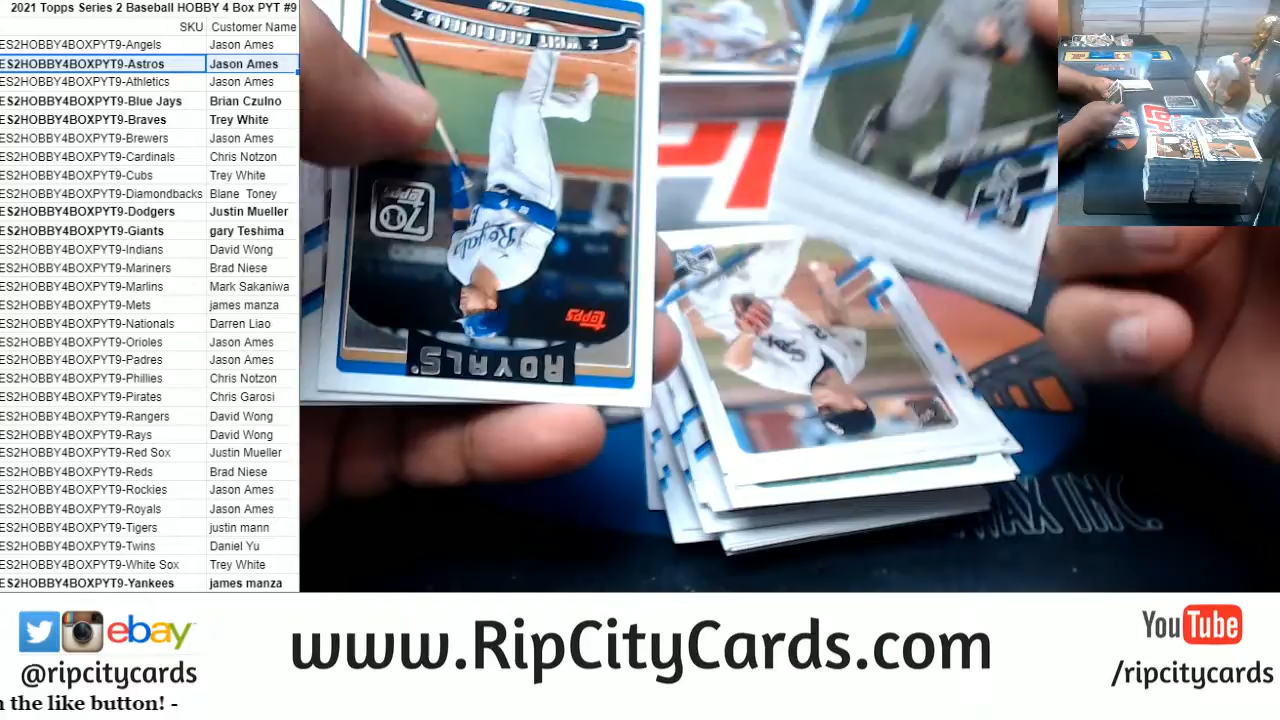 2021 Topps Series 2 Baseball HOBBY 4 Box PYT #9
SKU Customer Name
ES2HOBBY4BOXPYT9-Angels Jason Ames
ES2HOBBY4BOXPYT9-Astros Jason Ames
ES2HOBBY4BOXPYT9-Athletics Jason Ames
ES2HOBBY4BOXPYT9-Blue Jays Brian Czulno
ES2HOBBY4BOXPYT9-Braves Trey White
ES2HOBBY4BOXPYT9-Brewers Jason Ames
ES2HOBBY4BOXPYT9-Cardinals Chris Notzon
ES2HOBBY4BOXPYT9-Cubs Trey White
ES2HOBBY4BOXPYT9-Diamondbacks Blane Toney
ES2HOBBY4BOXPYT9-Dodgers Justin Mueller
ES2HOBBY4BOXPYT9-Giants gary Teshima
ES2HOBBY4BOXPYT9-Indians David Wong
ES2HOBBY4BOXPYT9-Mariners Brad Niese
ES2HOBBY4BOXPYT9-Marlins Mark Sakaniwa
ES2HOBBY4BOXPYT9-Mets james manza
ES2HOBBY4BOXPYT9-Nationals Darren Liao
ES2HOBBY4BOXPYT9-Orioles Jason Ames
ES2HOBBY4BOXPYT9-Padres Jason Ames
ES2HOBBY4BOXPYT9-Phillies Chris Notzon
ES2HOBBY4BOXPYT9-Pirates Chris Garosi
ES2HOBBY4BOXPYT9-Rangers David Wong
ES2HOBBY4BOXPYT9-Rays David Wong
ES2HOBBY4BOXPYT9-Red Sox Justin Mueller
ES2HOBBY4BOXPYT9-Reds Brad Niese
ES2HOBBY4BOXPYT9-Rockies Jason Ames
ES2HOBBY4BOXPYT9-Royals Jason Ames
ES2HOBBY4BOXPYT9-Tigers justin mann
ES2HOBBY4BOXPYT9-Twins Daniel Yu
ES2HOBBY4BOXPYT9-White Sox Trey White
ES2HOBBY4BOXPYT9-Yankees james manza
WHIT MERRIFIELD
70
Topps
Royals
topps
ROYALS
INC.
ebay
@ripcitycards
www.RipCityCards.com
YouTube
/ripcitycards
the like button! -